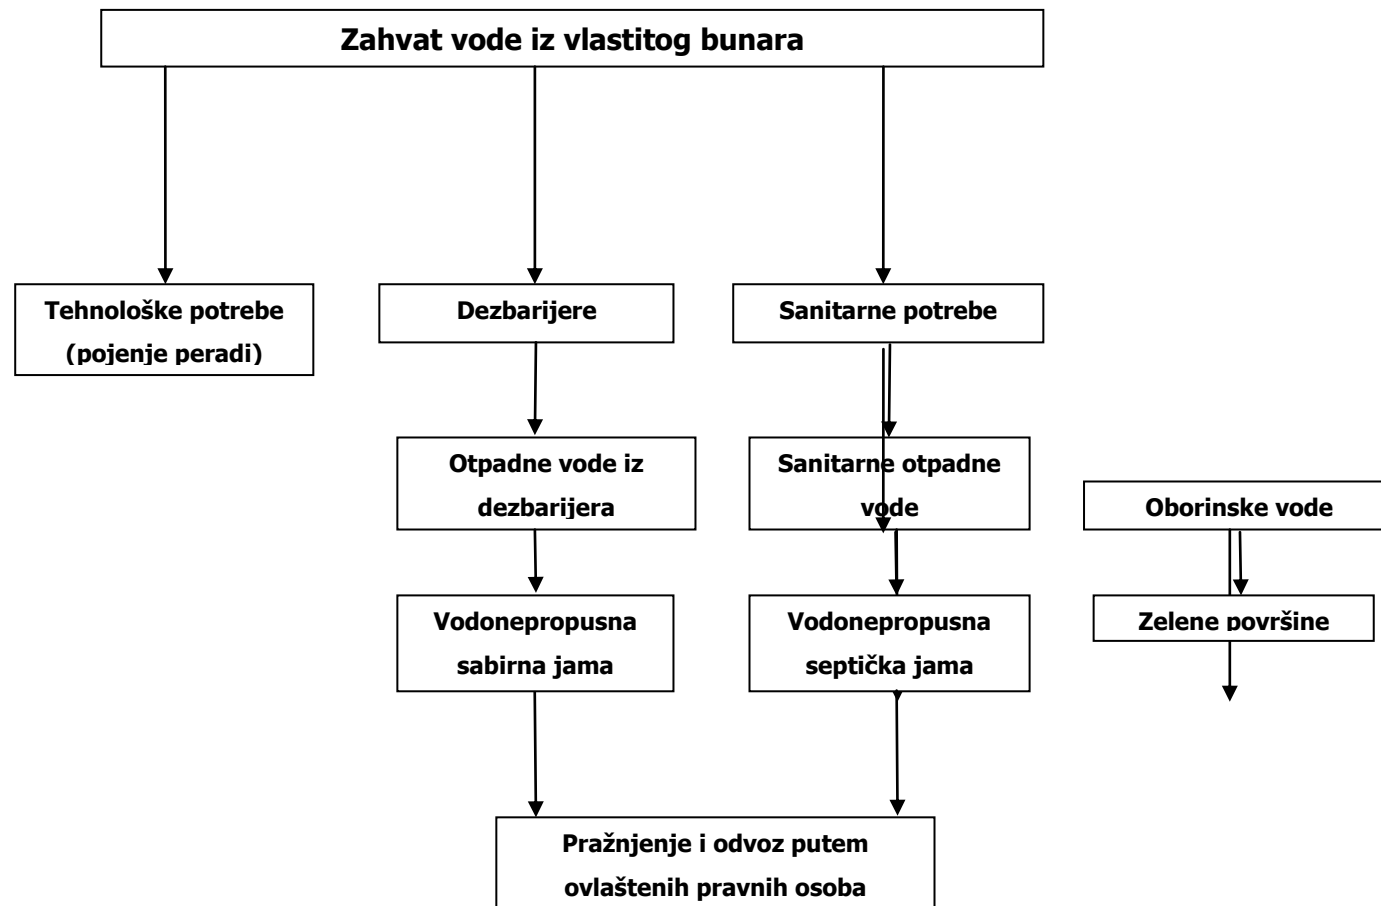 Zahvat vode iz vlastitog bunara
Tehnološke potrebe
(pojenje peradi)
Dezbarijere
Sanitarne potrebe
Otpadne vode iz
dezbarijera
Sanitarne otpadne
vode
Oborinske vode
Vodonepropusna
sabirna jama
Vodonepropusna
septička jama
Zelene površine
Pražnjenje i odvoz putem
ovlaštenih pravnih osoba